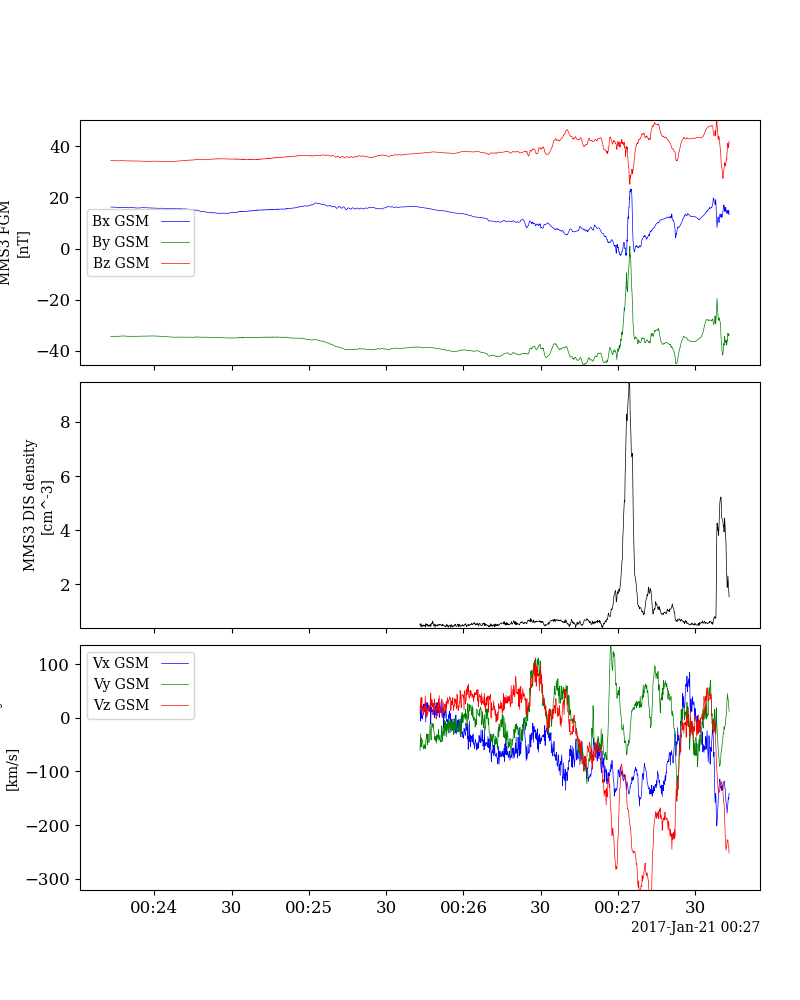 40
20
0
−20
−40
MMS3 FGM
[nT]
Bx GSM
By GSM
Bz GSM
8
6
4
2
MMS3 DIS density
[cm^-3]
100
0
−100
−200
−300
[km/s]
Vx GSM
Vy GSM
Vz GSM
00:24 30 00:25 30 00:26 30 00:27 30
2017-Jan-21 00:27